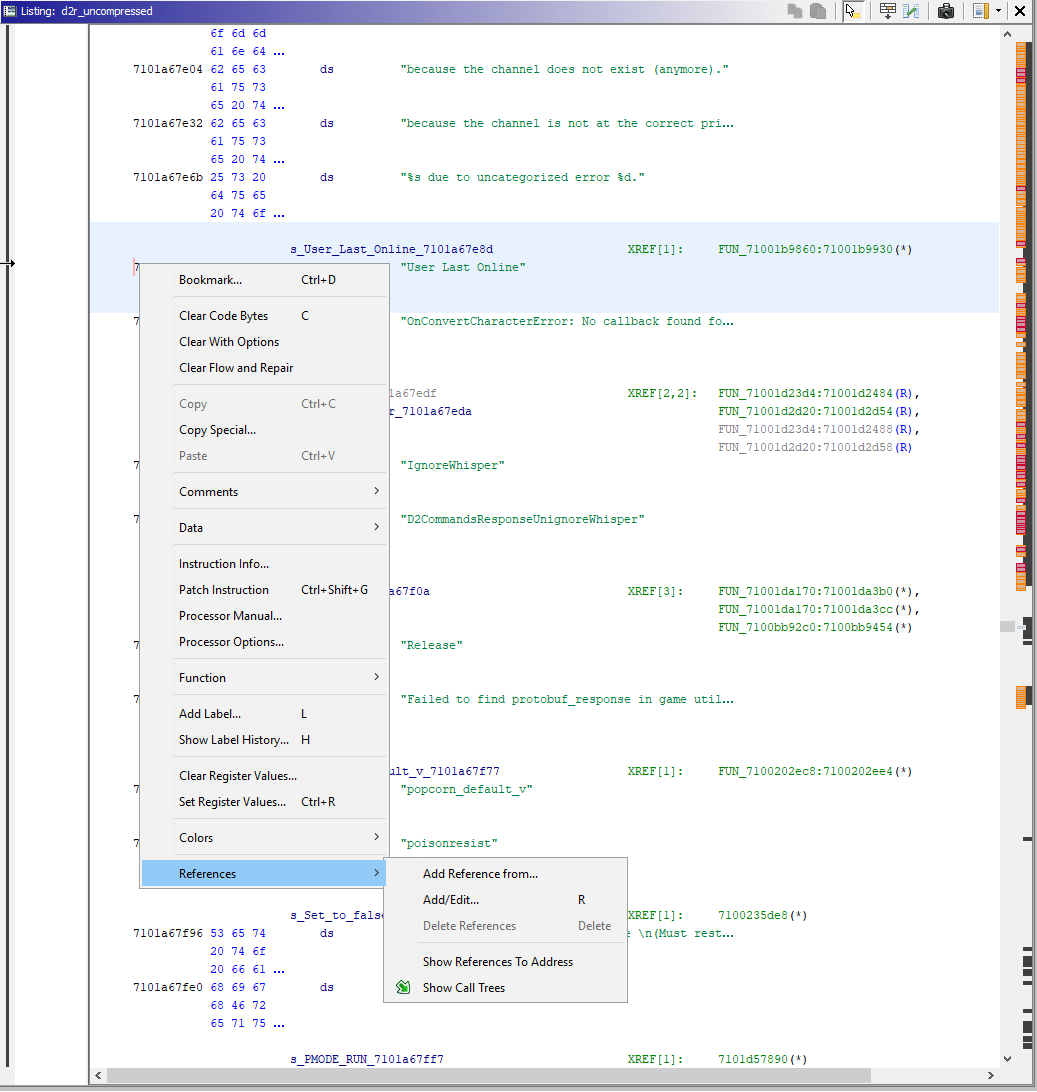 Listing: d2r_uncompressed
6f 6d 6d
61 6e 64 ...
7101a67e04 62 65 63 ds "because the channel does not exist (anymore)."
61 75 73
65 20 74 ...
7101a67e32 62 65 63 ds "because the channel is not at the correct pri...
61 75 73
65 20 74 ...
7101a67e6b 25 73 20 ds "%s due to uncategorized error %d."
64 75 65
20 74 6f ...
s_User_Last_Online_7101a67e8d XREF[1]: FUN_71001b9860:71001b9930(*)
7 "User Last Online"
Bookmark... Ctrl+D
Clear Code Bytes C
7 "OnConvertCharacterError: No callback found fo...
Clear With Options
Clear Flow and Repair
la67edf XREF[2,2]: FUN_71001d23d4:71001d2484(R),
Copy Ctrl+C
r_7101a67eda FUN_71001d2d20:71001d2d54(R),
Copy Special... FUN_71001d23d4:71001d2488(R),
Paste Ctrl+V
FUN_71001d2d20:71001d2d58(R)
7 "IgnoreWhisper"
Comments
7 "D2CommandsResponseUnignoreWhisper"
Data
Instruction Info...
Patch Instruction Ctrl+Shift+G
a67f0a XREF[3]: FUN_71001da170:71001da3b0(*),
FUN_71001da170:71001da3cc(*),
Processor Manual...
FUN_7100bb92c0:7100bb9454(*)
Processor Options...
7 "Release"
Function
7 "Failed to find protobuf_response in game util...
Add Label... L
Show Label History... H
ult_v_7101a67f77 XREF[1]: FUN_7100202ec8:7100202ee4(*)
Clear Register Values...
7 "popcorn_default_v"
Set Register Values... Ctrl+R
Colors
7 "poisonresist"
References
Add Reference from...
Add/Edit... R
s_Set_to_false XREF[1]: 7100235de8(*)
Delete References Delete
7101a67f96 53 65 74 ds e \n(Must rest...
20 74 6f
Show References To Address
20 66 61 ...
7101a67fe0 68 69 67 ds
Show Call Trees
68 46 72
65 71 75 ...
s_PMODE_RUN_7101a67ff7 XREF[1]: 7101d57890(*)